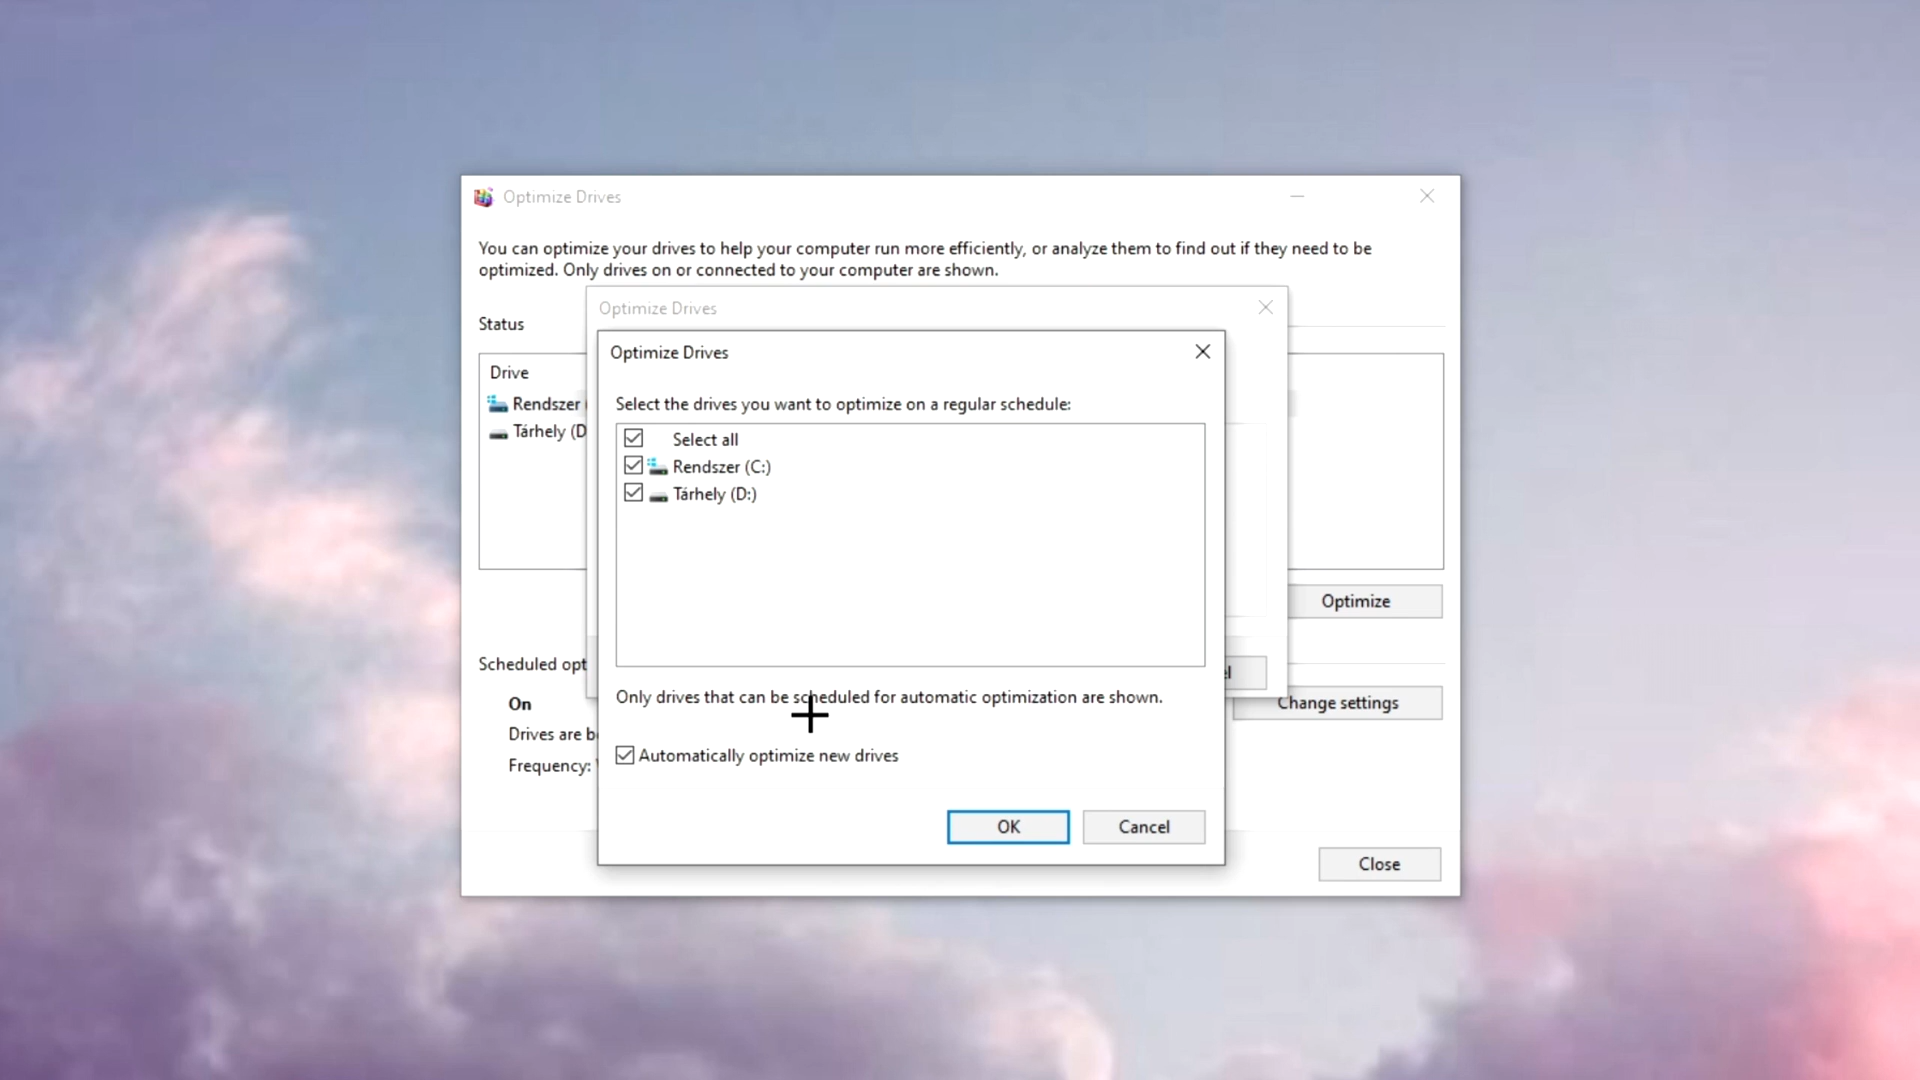 Optimize Drives
You can optimize your drives to help your computer run more efficiently, or analyze them to find out if they need to be
optimized. Only drives on or connected to your computer are shown.
Optimize Drives
Status
Optimize Drives
Drive
Select the drives you want to optimize on a regular schedule:
Rendszer
Tárhely (D
Select all
Rendszer (C:)
Tárhely (D:)
Optimize
Scheduled opt
Only drives that can be scheduled for automatic optimization are shown.
Change settings
On
Drives are b
Automatically optimize new drives
Frequency:
OK
Cancel
Close